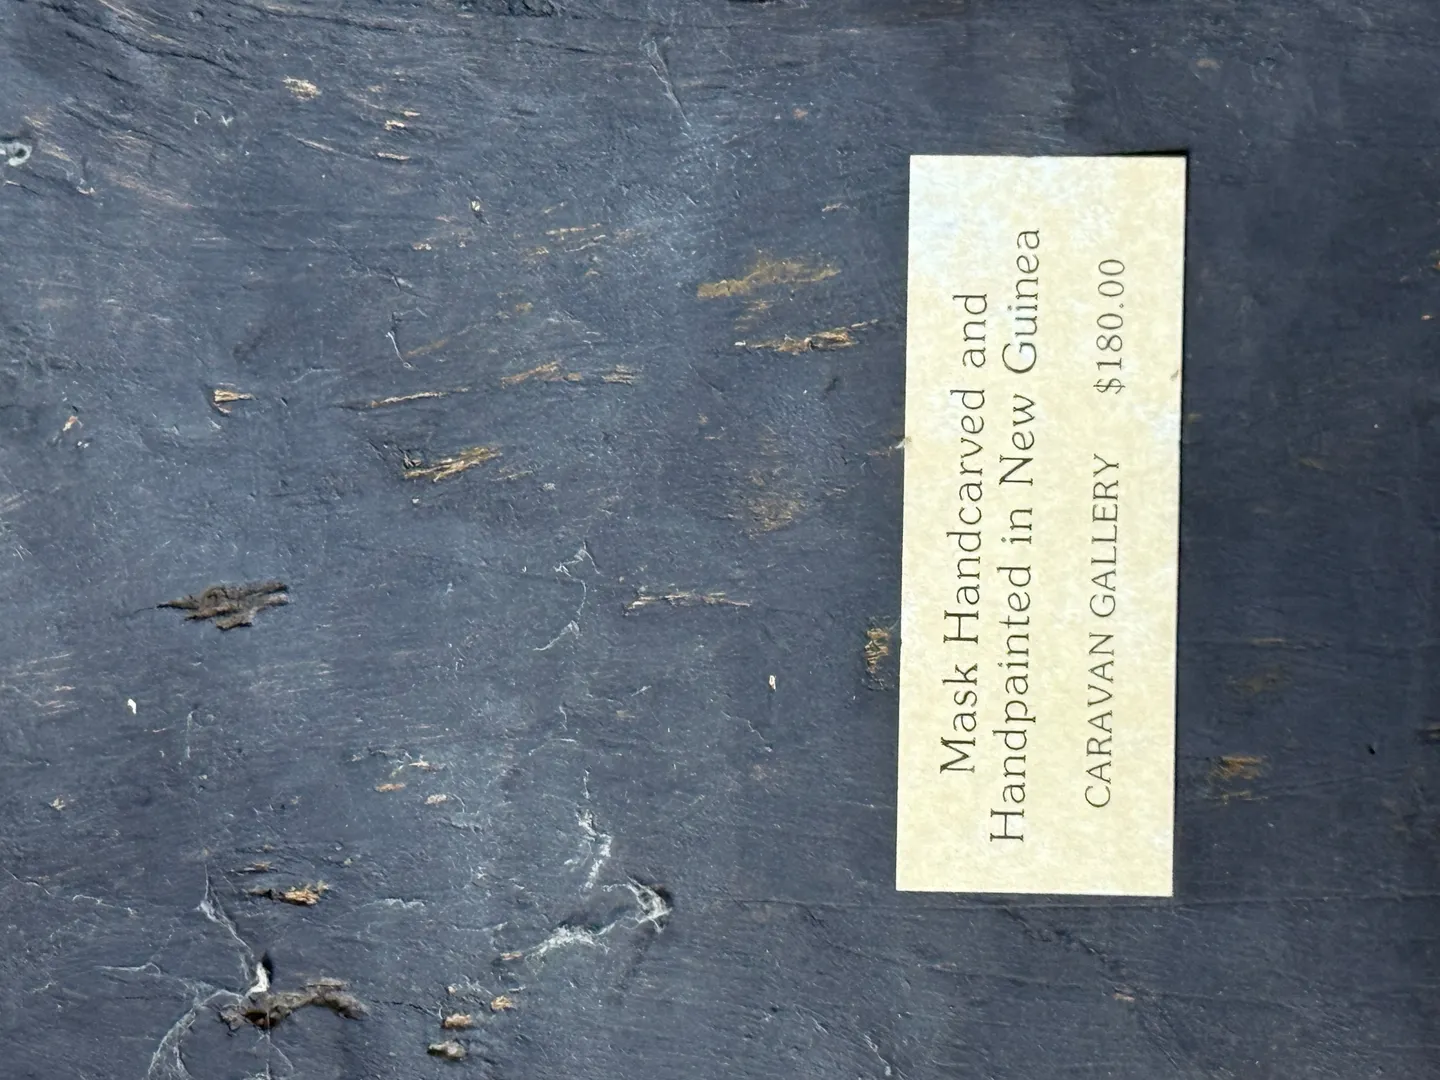 Mask Handcarved and
Handpainted in New Guinea
CARAVAN GALLERY $180.00